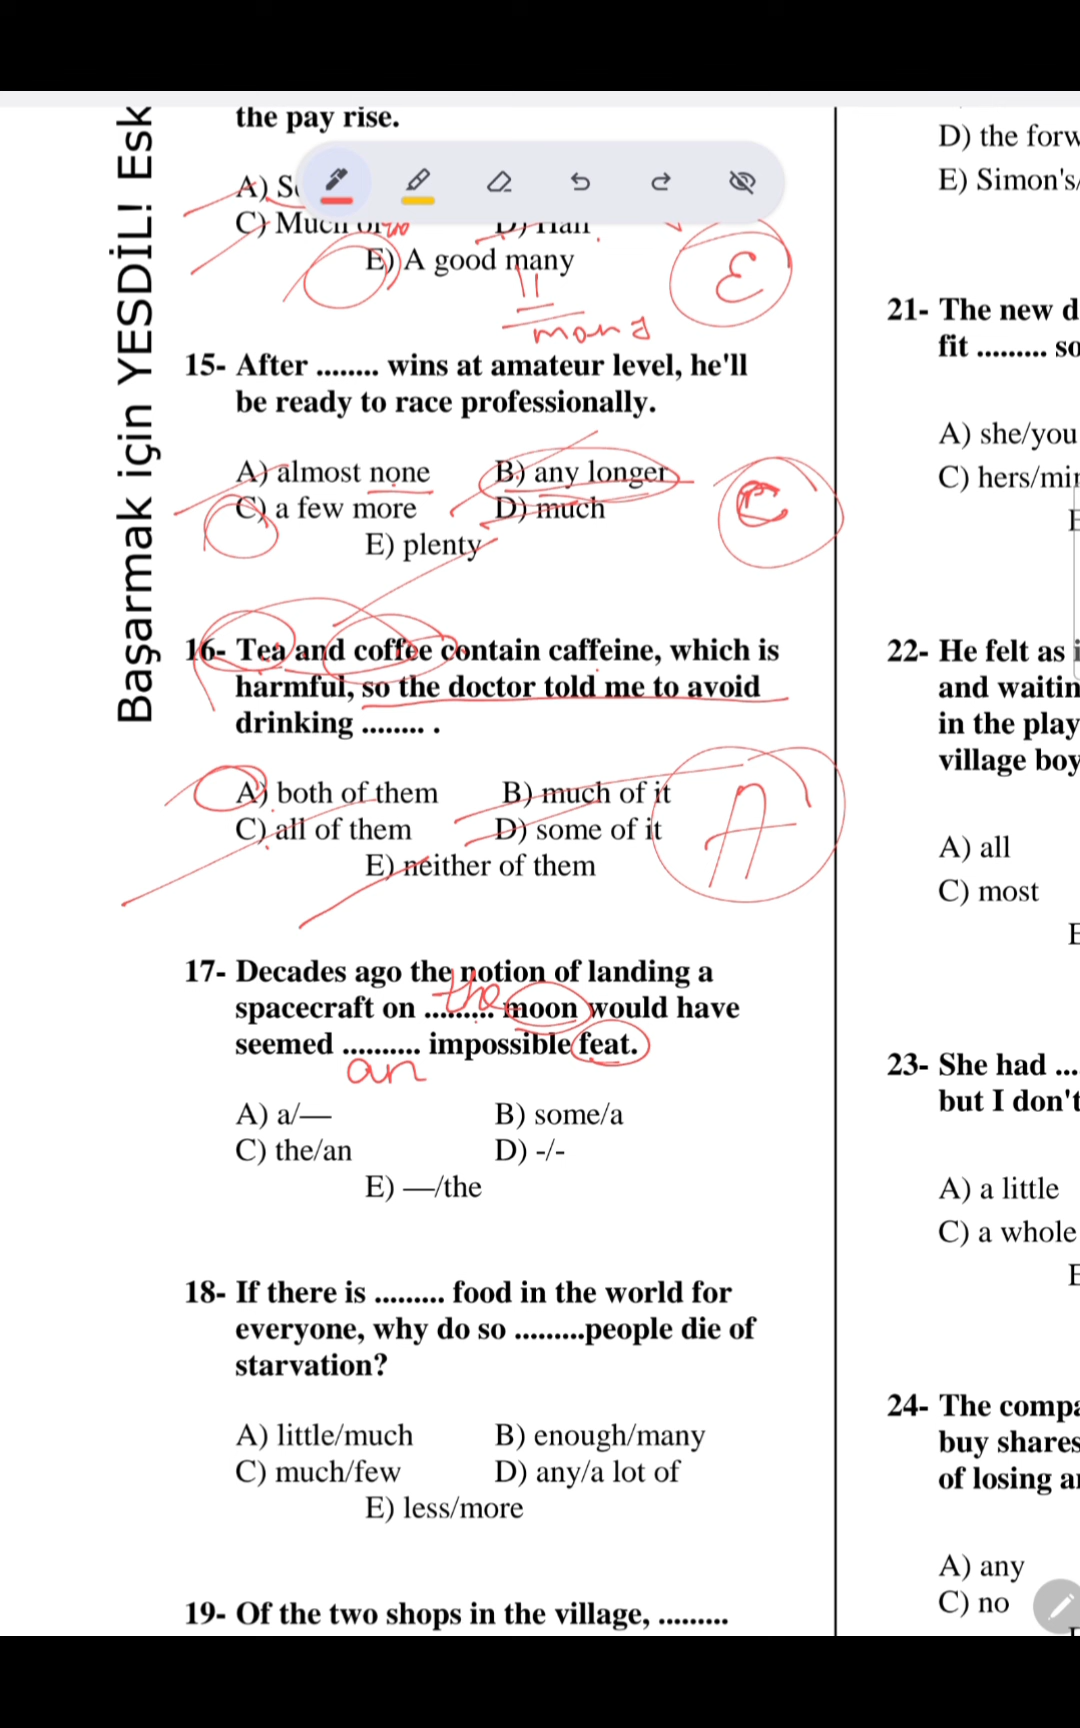 Başarmak için YESDİL! Esk
the pay rise.
A) S
C) Much
E) A good many
many
E
15- After ........ wins at amateur level, he'll
be ready to race professionally.
A) almost none B) any longer
C) a few more D) much
E) plenty
C
16- Tea and coffee contain caffeine, which is
harmful, so the doctor told me to avoid
drinking ........ .
A) both of them B) much of it
C) all of them D) some of it
E) neither of them
A
17- Decades ago the notion of landing a
the
spacecraft on ......... moon would have
seemed .......... impossible feat.
an
A) a/— B) some/a
C) the/an D) -/-
E) —/the
18- If there is ......... food in the world for
everyone, why do so .........people die of
starvation?
A) little/much B) enough/many
C) much/few D) any/a lot of
E) less/more
19- Of the two shops in the village, .........
D) the forw
E) Simon's/
21- The new d
fit ......... so
A) she/you
C) hers/mi
E
22- He felt as i
and waitin
in the play
village boy
A) all
C) most
E
23- She had ...
but I don't
A) a little
C) a whole
E
24- The compa
buy shares
of losing a
A) any
C) no